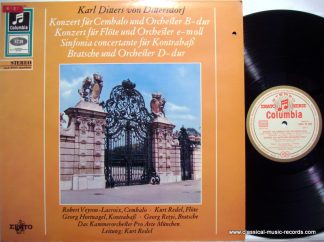 Karl Ditters von Dittersdorf
Konzert für Cembalo und Orchester B-dur
Konzert für Flöte und Orchester e-moll
Sinfonia concertante für Kontrabaß
Bratsche und Orchester D-dur
Columbia
STEREO
Columbia
Robert Veyron-Lacroix, Cembalo · Kurt Redel, Flöte
Georg Hörtnagel, Kontrabaß · Georg Retyi, Bratsche
Das Kammerorchester Pro Arte München
Leitung: Kurt Redel
www.classical-music-records.com